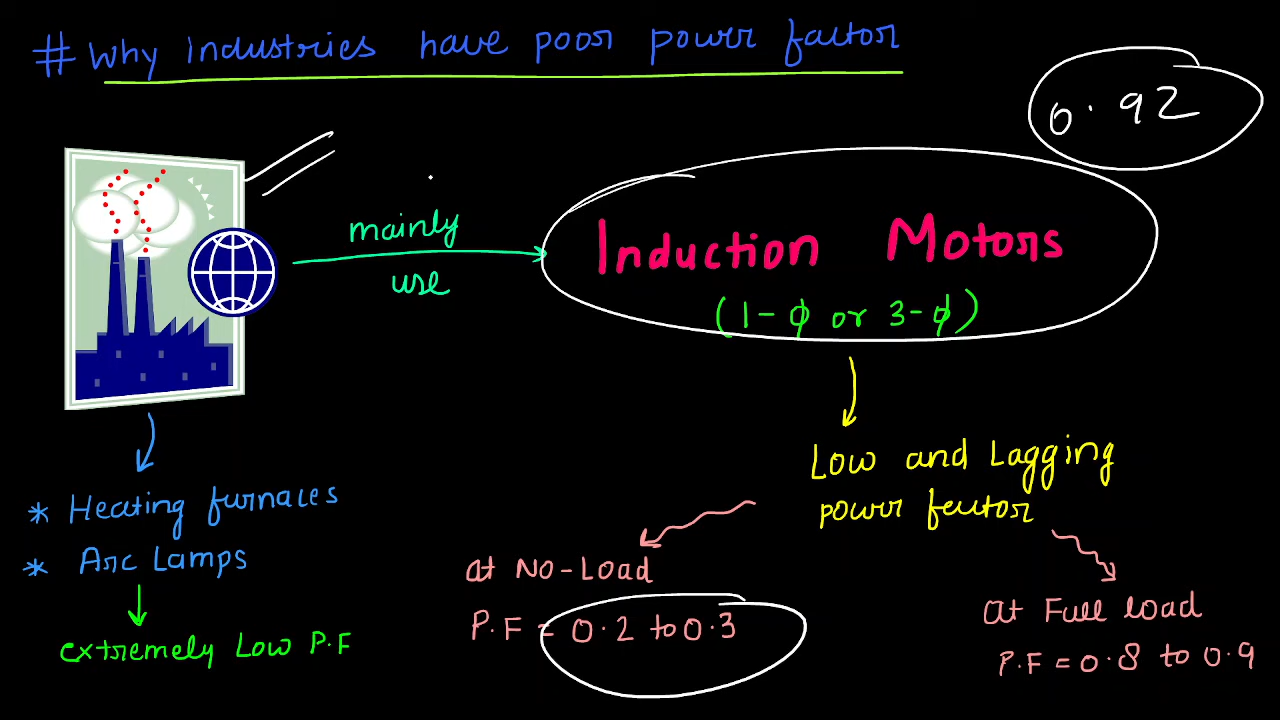 # Why industries have poor power factor
0.92
mainly
use
Induction Motors
(1-φ or 3-φ)
Low and Lagging
power factor
* Heating furnaces
* Arc Lamps
extremely Low P.F
at No-Load
P.F = 0.2 to 0.3
at Full load
P.F = 0.8 to 0.9